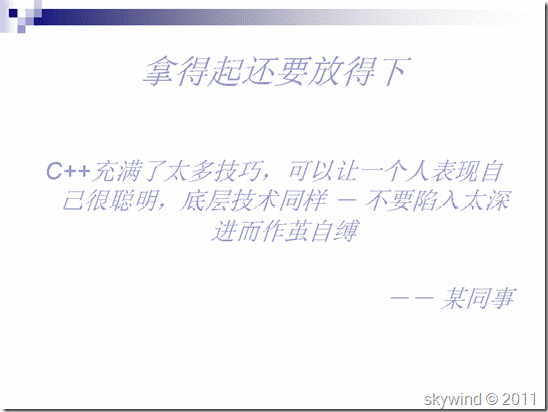 拿得起还要放得下
C++充满了太多技巧，可以让一个人表现自
己很聪明，底层技术同样 － 不要陷入太深
进而作茧自缚
－－ 某同事
skywind © 2011